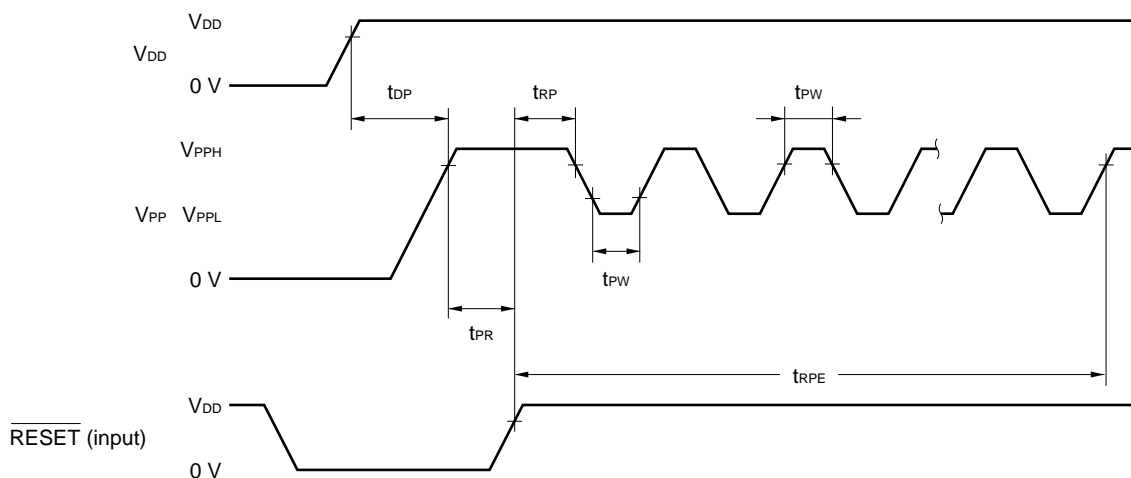 VDD
VDD
0 V
tDP
tRP
tPW
VPPH
VPP VPPL
0 V
tPW
tPR
tRPE
VDD
RESET (input)
0 V